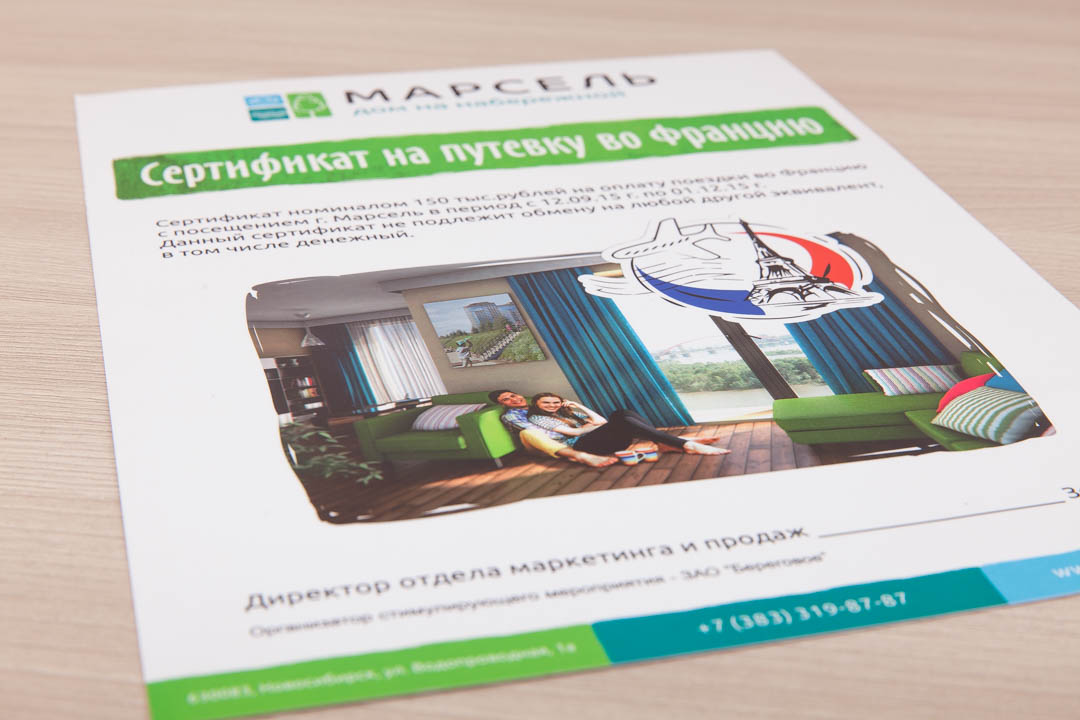 МАРСЕЛЬ
дом на набережной
Сертификат на путевку во Францию
Сертификат номиналом 150 тыс.рублей на оплату поездки во Францию
с посещением г. Марсель в период с 12.09.15 г. по 01.12.15 г.
Данный сертификат не подлежит обмену на любой другой эквивалент,
в том числе денежный.
Директор отдела маркетинга и продаж
Организатор стимулирующего мероприятия - ЗАО "Береговое"
630083, Новосибирск, ул. Водопроводная, 1а
+7 (383) 319-87-87